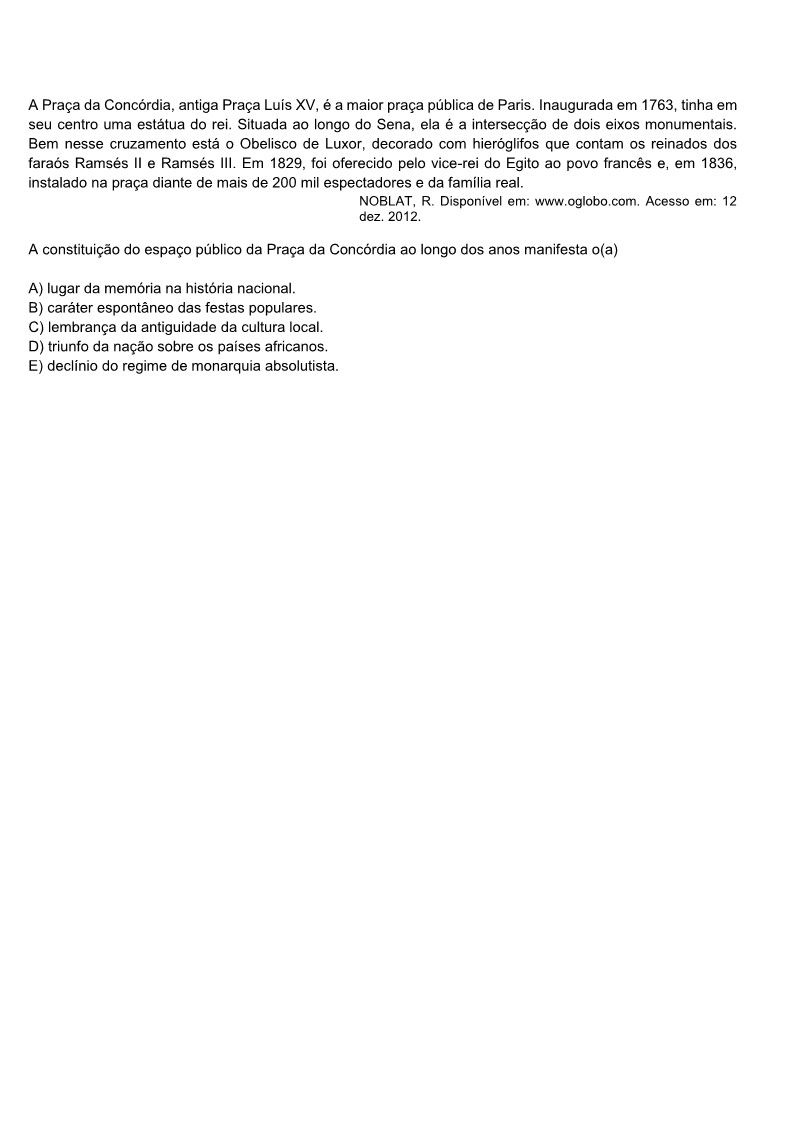 A Praça da Concórdia, antiga Praça Luís XV, é a maior praça pública de Paris. Inaugurada em 1763, tinha em
seu centro uma estátua do rei. Situada ao longo do Sena, ela é a intersecção de dois eixos monumentais.
Bem nesse cruzamento está o Obelisco de Luxor, decorado com hieróglifos que contam os reinados dos
faraós Ramsés II e Ramsés III. Em 1829, foi oferecido pelo vice-rei do Egito ao povo francês e, em 1836,
instalado na praça diante de mais de 200 mil espectadores e da família real.
NOBLAT, R. Disponível em: www.oglobo.com. Acesso em: 12
dez. 2012.
A constituição do espaço público da Praça da Concórdia ao longo dos anos manifesta o(a)
A) lugar da memória na história nacional.
B) caráter espontâneo das festas populares.
C) lembrança da antiguidade da cultura local.
D) triunfo da nação sobre os países africanos.
E) declínio do regime de monarquia absolutista.